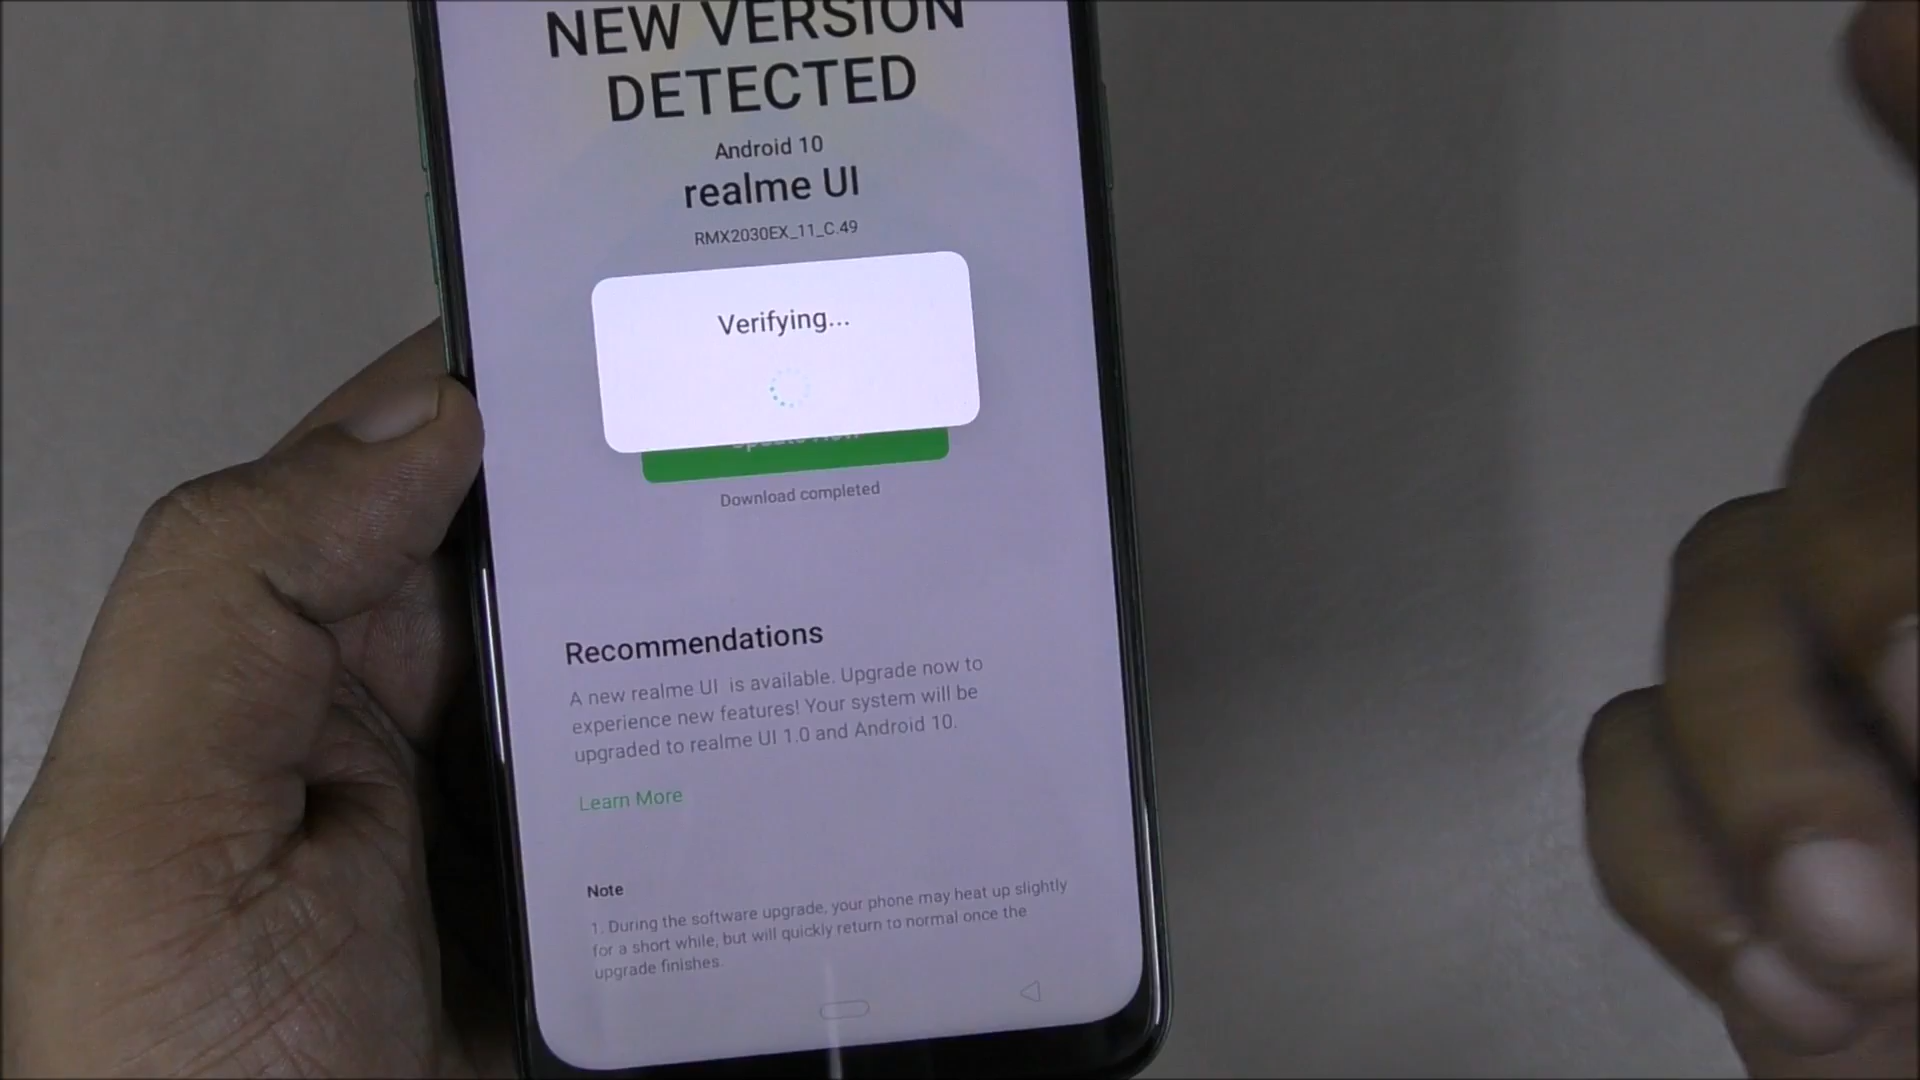 NEW VERSION
DETECTED
Android 10
realme UI
RMX2030EX_11_C.49
Verifying...
Download completed
Recommendations
A new realme UI is available. Upgrade now to
experience new features! Your system will be
upgraded to realme UI 1.0 and Android 10.
Learn More
Note
1. During the software upgrade, your phone may heat up slightly
for a short while, but will quickly return to normal once the
upgrade finishes.